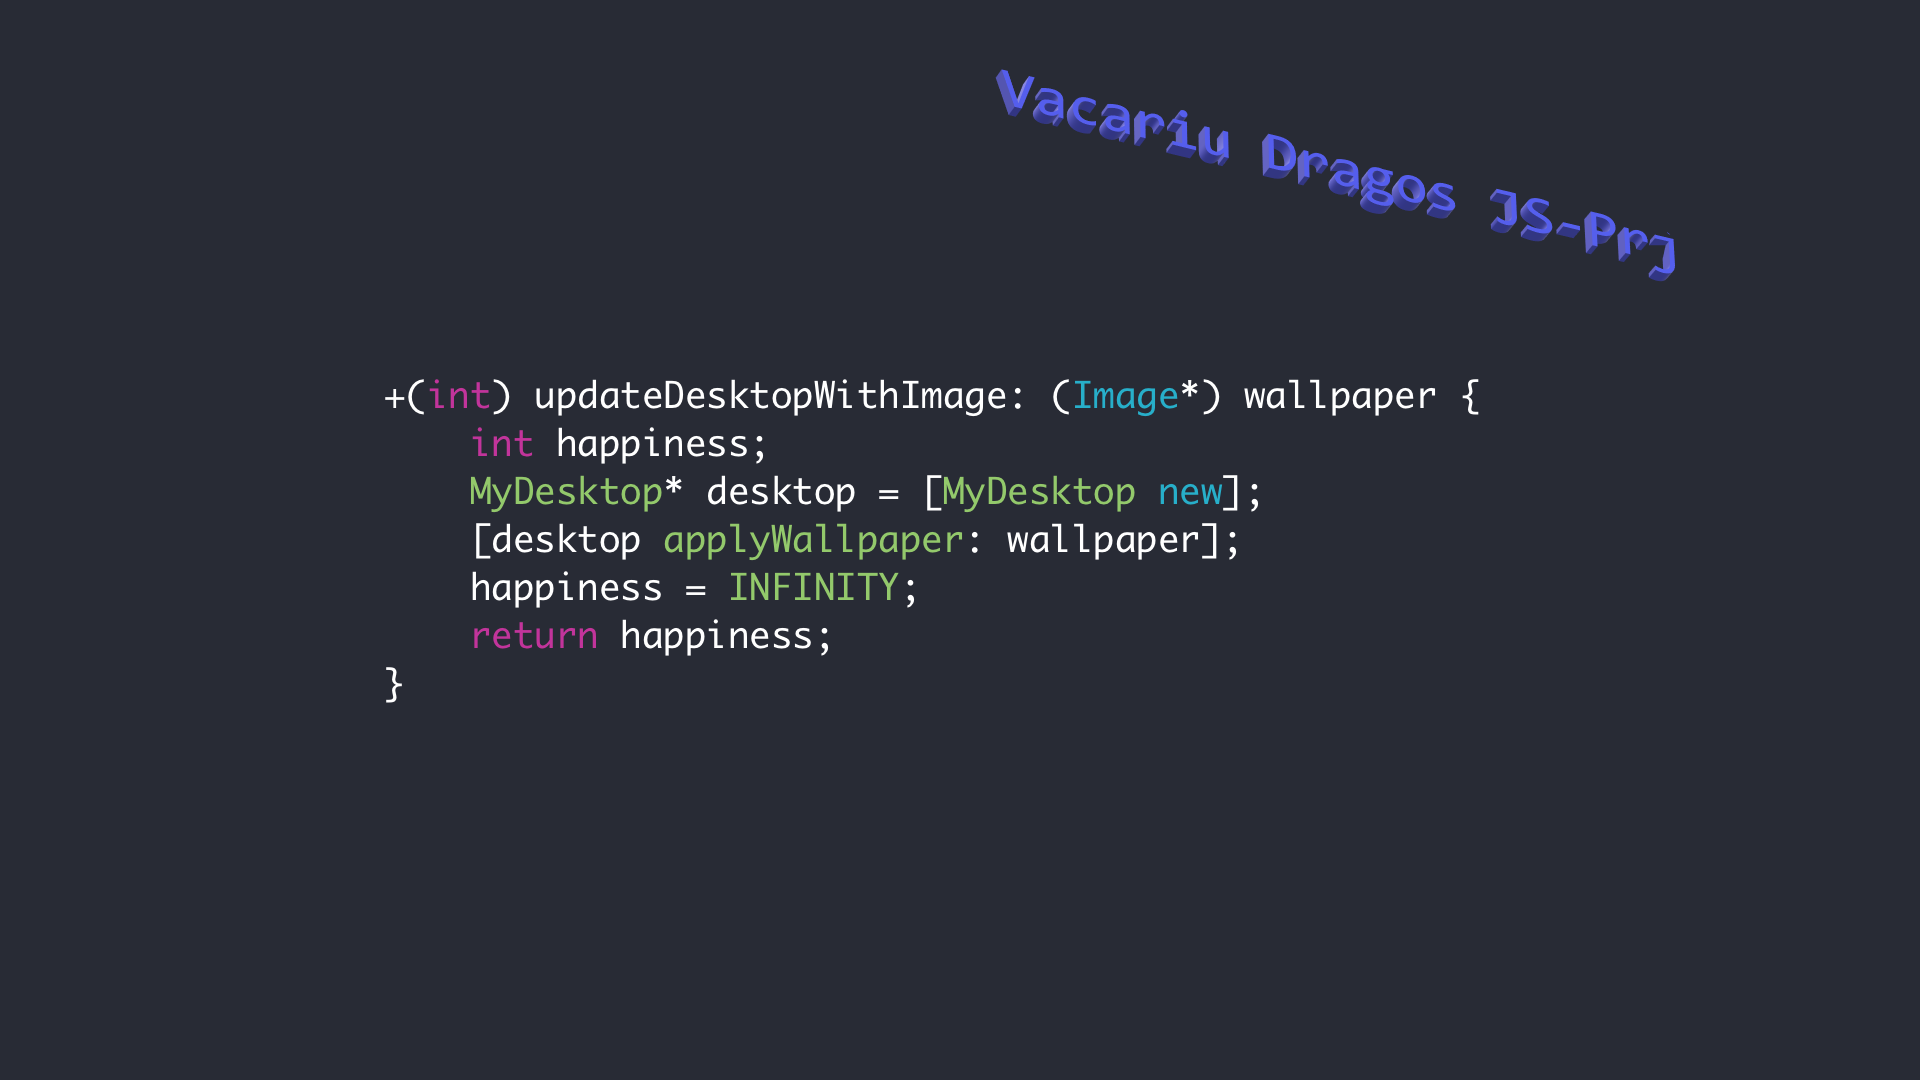 Vacariu Dragos JS-Prj
+(int) updateDesktopWithImage: (Image*) wallpaper {
    int happiness;
    MyDesktop* desktop = [MyDesktop new];
    [desktop applyWallpaper: wallpaper];
    happiness = INFINITY;
    return happiness;
}